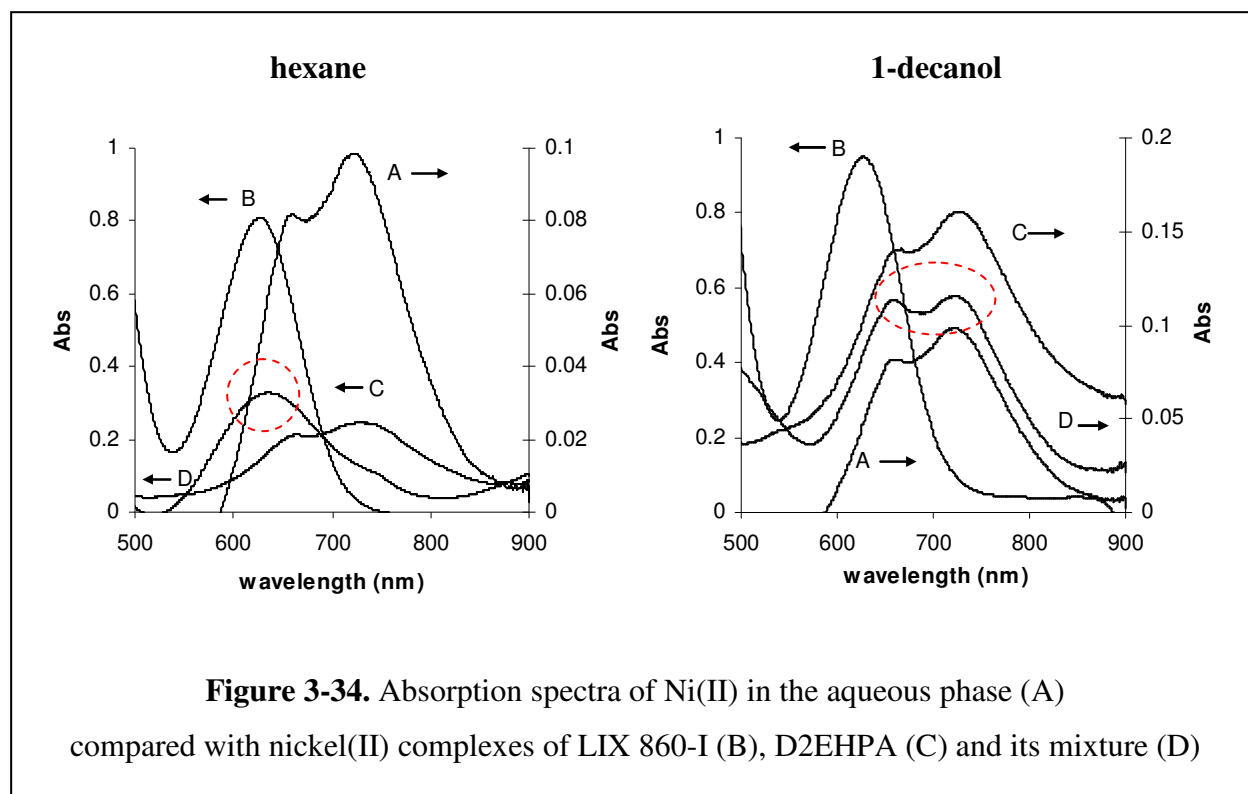 hexane
1-decanol
1
0.8
0.6
0.4
0.2
0
Abs
0.1
0.08
0.06
0.04
0.02
0
Abs
B
A
C
D
500 600 700 800 900
wavelength (nm)
1
0.8
0.6
0.4
0.2
0
Abs
0.2
0.15
0.1
0.05
0
Abs
B
C
D
A
500 600 700 800 900
wavelength (nm)
Figure 3-34. Absorption spectra of Ni(II) in the aqueous phase (A)
compared with nickel(II) complexes of LIX 860-I (B), D2EHPA (C) and its mixture (D)